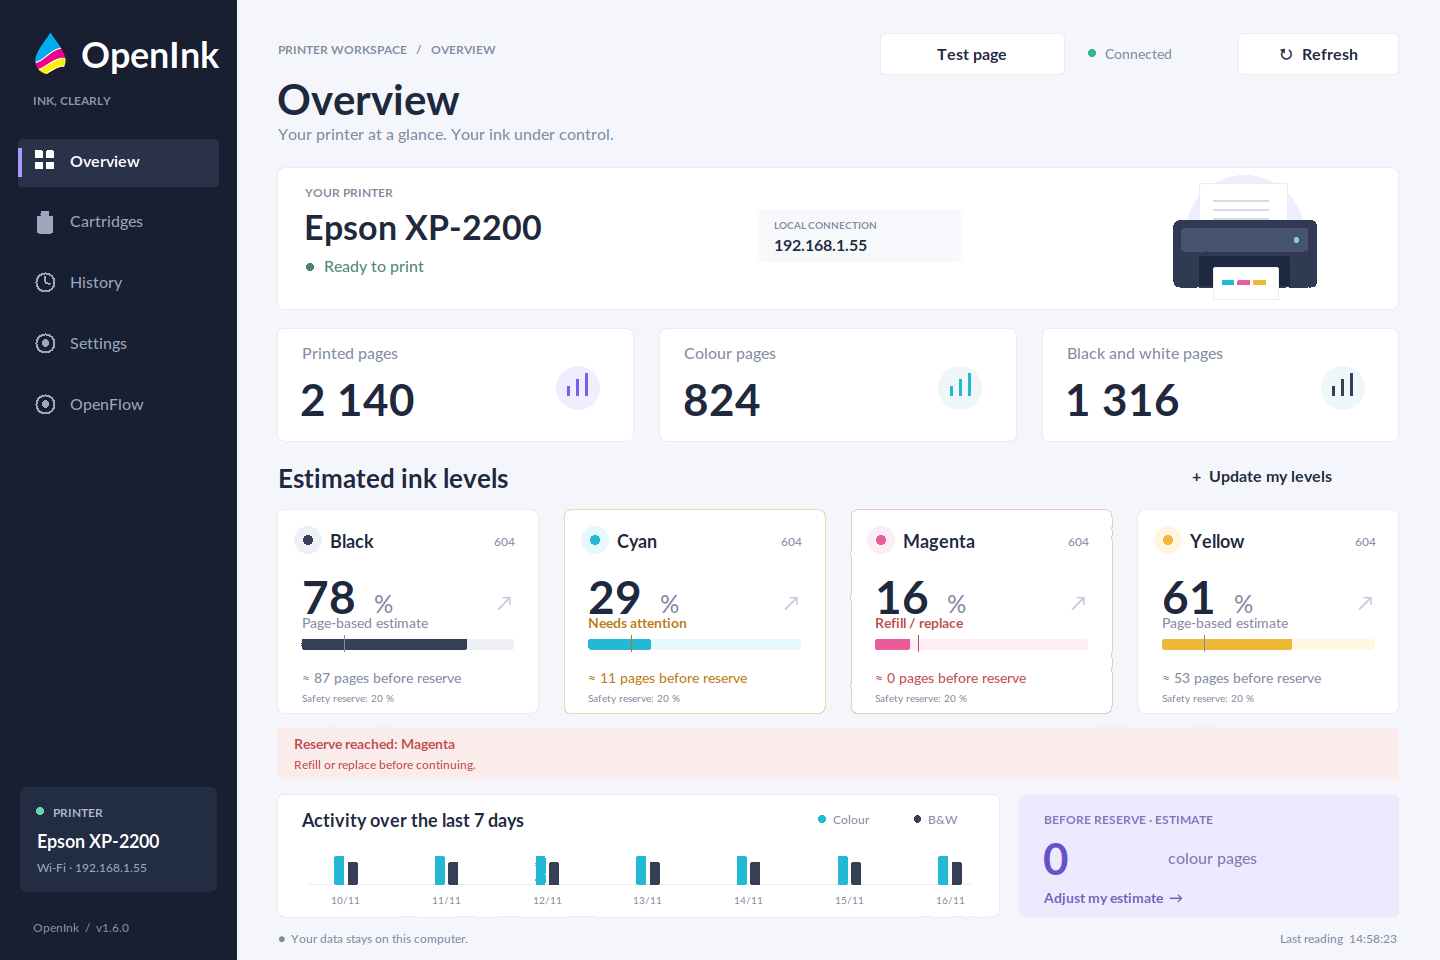 OpenInk
INK, CLEARLY
Overview
Cartridges
History
Settings
OpenFlow
PRINTER
Epson XP-2200
Wi-Fi · 192.168.1.55
OpenInk / v1.6.0
PRINTER WORKSPACE / OVERVIEW
Test page
Connected
↻ Refresh
Overview
Your printer at a glance. Your ink under control.
YOUR PRINTER
Epson XP-2200
Ready to print
LOCAL CONNECTION
192.168.1.55
Printed pages
2 140
Colour pages
824
Black and white pages
1 316
Estimated ink levels
+ Update my levels
Black
604
78 %
Page-based estimate
≈ 87 pages before reserve
Safety reserve: 20 %
Cyan
604
29 %
Needs attention
≈ 11 pages before reserve
Safety reserve: 20 %
Magenta
604
16 %
Refill / replace
≈ 0 pages before reserve
Safety reserve: 20 %
Yellow
604
61 %
Page-based estimate
≈ 53 pages before reserve
Safety reserve: 20 %
Reserve reached: Magenta
Refill or replace before continuing.
Activity over the last 7 days
Colour
B&W
10/11 11/11 12/11 13/11 14/11 15/11 16/11
BEFORE RESERVE · ESTIMATE
0 colour pages
Adjust my estimate →
● Your data stays on this computer.
Last reading 14:58:23